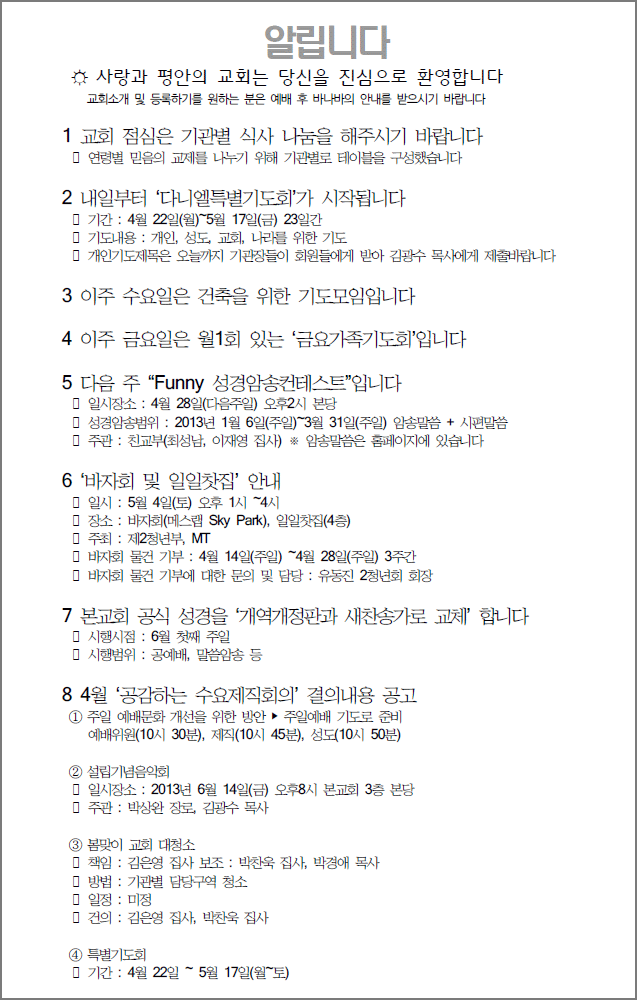 알립니다
☼ 사랑과 평안의 교회는 당신을 진심으로 환영합니다
교회소개 및 등록하기를 원하는 분은 예배 후 바나바의 안내를 받으시기 바랍니다
1 교회 점심은 기관별 식사 나눔을 해주시기 바랍니다
▯ 연령별 믿음의 교제를 나누기 위해 기관별로 테이블을 구성했습니다
2 내일부터 ‘다니엘특별기도회’가 시작됩니다
▯ 기간 : 4월 22일(월)~5월 17일(금) 23일간
▯ 기도내용 : 개인, 성도, 교회, 나라를 위한 기도
▯ 개인기도제목은 오늘까지 기관장들이 회원들에게 받아 김광수 목사에게 제출바랍니다
3 이주 수요일은 건축을 위한 기도모임입니다
4 이주 금요일은 월1회 있는 ‘금요가족기도회’입니다
5 다음 주 “Funny 성경암송컨테스트”입니다
▯ 일시장소 : 4월 28일(다음주일) 오후2시 본당
▯ 성경암송범위 : 2013년 1월 6일(주일)~3월 31일(주일) 암송말씀 + 시편말씀
▯ 주관 : 친교부(최성남, 이재영 집사) ※ 암송말씀은 홈페이지에 있습니다
6 ‘바자회 및 일일찻집’ 안내
▯ 일시 : 5월 4일(토) 오후 1시 ~4시
▯ 장소 : 바자회(메스랩 Sky Park), 일일찻집(4층)
▯ 주최 : 제2청년부, MT
▯ 바자회 물건 기부 : 4월 14일(주일) ~4월 28일(주일) 3주간
▯ 바자회 물건 기부에 대한 문의 및 담당 : 유동진 2청년회 회장
7 본교회 공식 성경을 ‘개역개정판과 새찬송가로 교체’ 합니다
▯ 시행시점 : 6월 첫째 주일
▯ 시행범위 : 공예배, 말씀암송 등
8 4월 ‘공감하는 수요제직회의’ 결의내용 공고
① 주일 예배문화 개선을 위한 방안 ▶ 주일예배 기도로 준비
예배위원(10시 30분), 제직(10시 45분), 성도(10시 50분)
② 설립기념음악회
▯ 일시장소 : 2013년 6월 14일(금) 오후8시 본교회 3층 본당
▯ 주관 : 박상완 장로, 김광수 목사
③ 봄맞이 교회 대청소
▯ 책임 : 김은영 집사 보조 : 박찬욱 집사, 박경애 목사
▯ 방법 : 기관별 담당구역 청소
▯ 일정 : 미정
▯ 건의 : 김은영 집사, 박찬욱 집사
④ 특별기도회
▯ 기간 : 4월 22일 ~ 5월 17일(월~토)